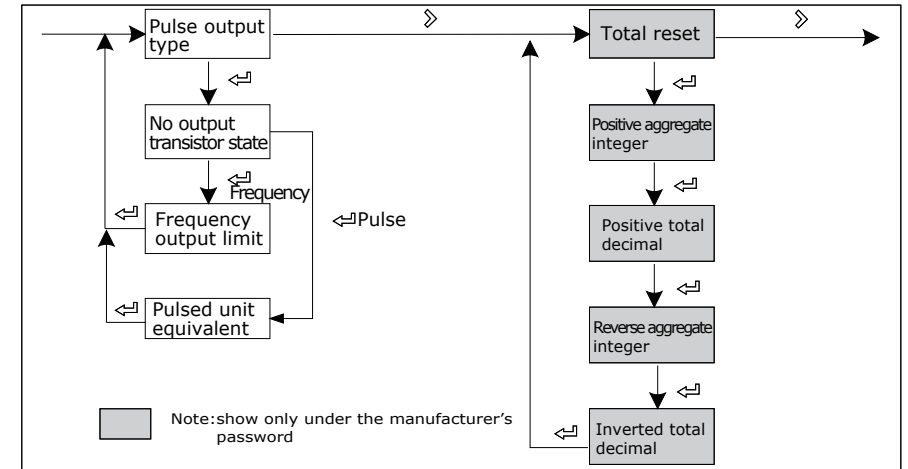 Pulse output
type
No output
transistor state
Frequency
Pulse
Frequency
output limit
Pulsed unit
equivalent
Total reset
Positive aggregate
integer
Positive total
decimal
Reverse aggregate
integer
Inverted total
decimal
Note:show only under the manufacturer's
password